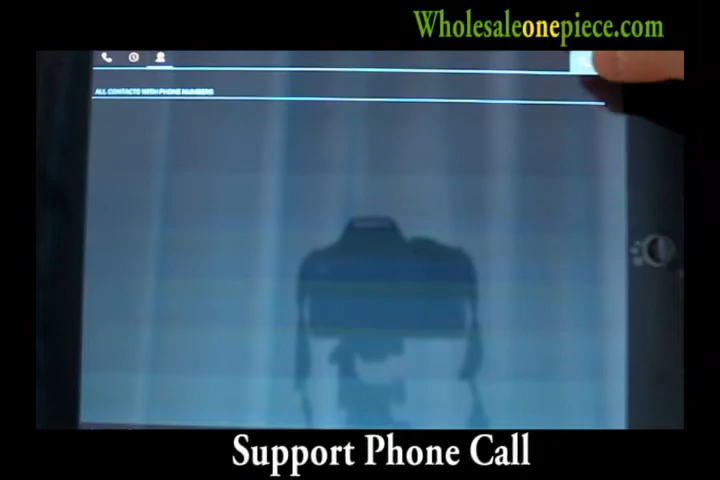 Wholesaleonepiece.com
ALL CONTACTS WITH PHONE NUMBERS
Support Phone Call